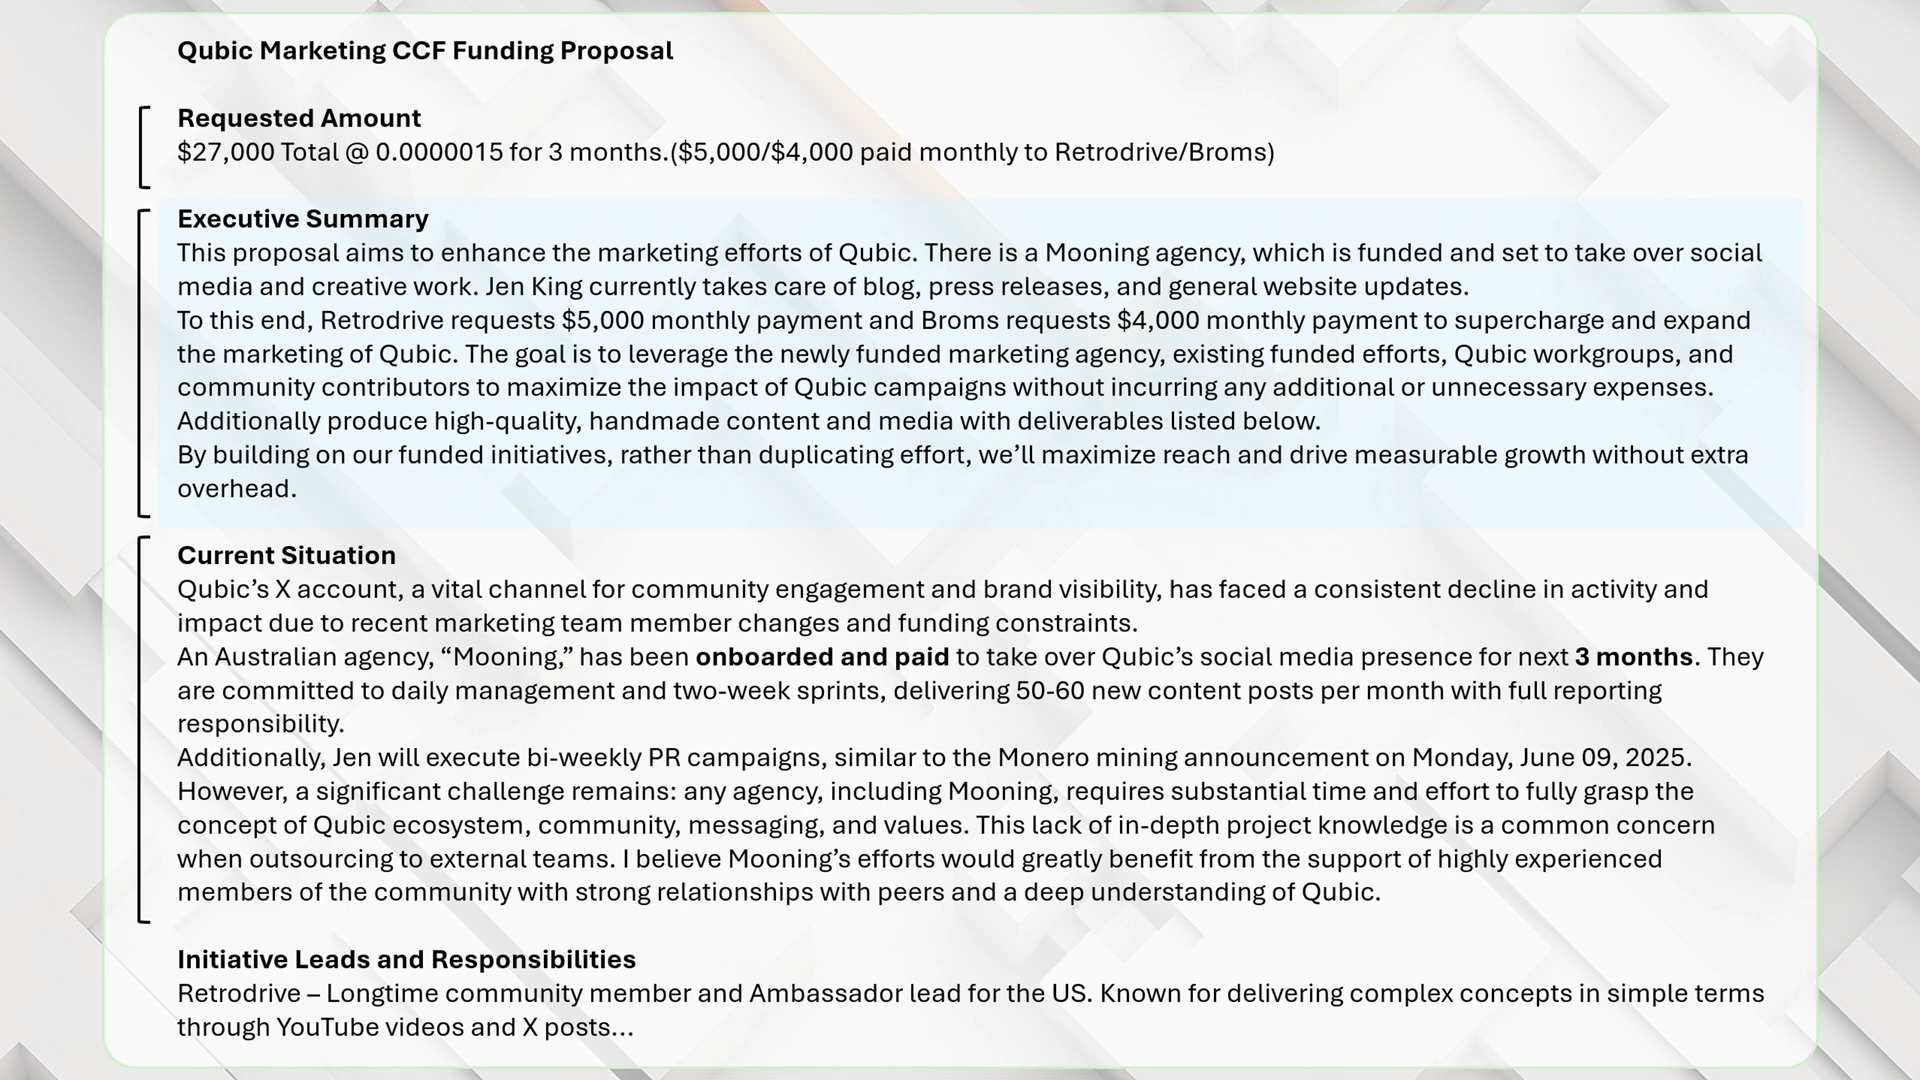 Qubic Marketing CCF Funding Proposal
Requested Amount
$27,000 Total @ 0.0000015 for 3 months.($5,000/$4,000 paid monthly to Retrodrive/Broms)
Executive Summary
This proposal aims to enhance the marketing efforts of Qubic. There is a Mooning agency, which is funded and set to take over social
media and creative work. Jen King currently takes care of blog, press releases, and general website updates.
To this end, Retrodrive requests $5,000 monthly payment and Broms requests $4,000 monthly payment to supercharge and expand
the marketing of Qubic. The goal is to leverage the newly funded marketing agency, existing funded efforts, Qubic workgroups, and
community contributors to maximize the impact of Qubic campaigns without incurring any additional or unnecessary expenses.
Additionally produce high-quality, handmade content and media with deliverables listed below.
By building on our funded initiatives, rather than duplicating effort, we’ll maximize reach and drive measurable growth without extra
overhead.
Current Situation
Qubic’s X account, a vital channel for community engagement and brand visibility, has faced a consistent decline in activity and
impact due to recent marketing team member changes and funding constraints.
An Australian agency, “Mooning,” has been onboarded and paid to take over Qubic’s social media presence for next 3 months. They
are committed to daily management and two-week sprints, delivering 50-60 new content posts per month with full reporting
responsibility.
Additionally, Jen will execute bi-weekly PR campaigns, similar to the Monero mining announcement on Monday, June 09, 2025.
However, a significant challenge remains: any agency, including Mooning, requires substantial time and effort to fully grasp the
concept of Qubic ecosystem, community, messaging, and values. This lack of in-depth project knowledge is a common concern
when outsourcing to external teams. I believe Mooning’s efforts would greatly benefit from the support of highly experienced
members of the community with strong relationships with peers and a deep understanding of Qubic.
Initiative Leads and Responsibilities
Retrodrive – Longtime community member and Ambassador lead for the US. Known for delivering complex concepts in simple terms
through YouTube videos and X posts...